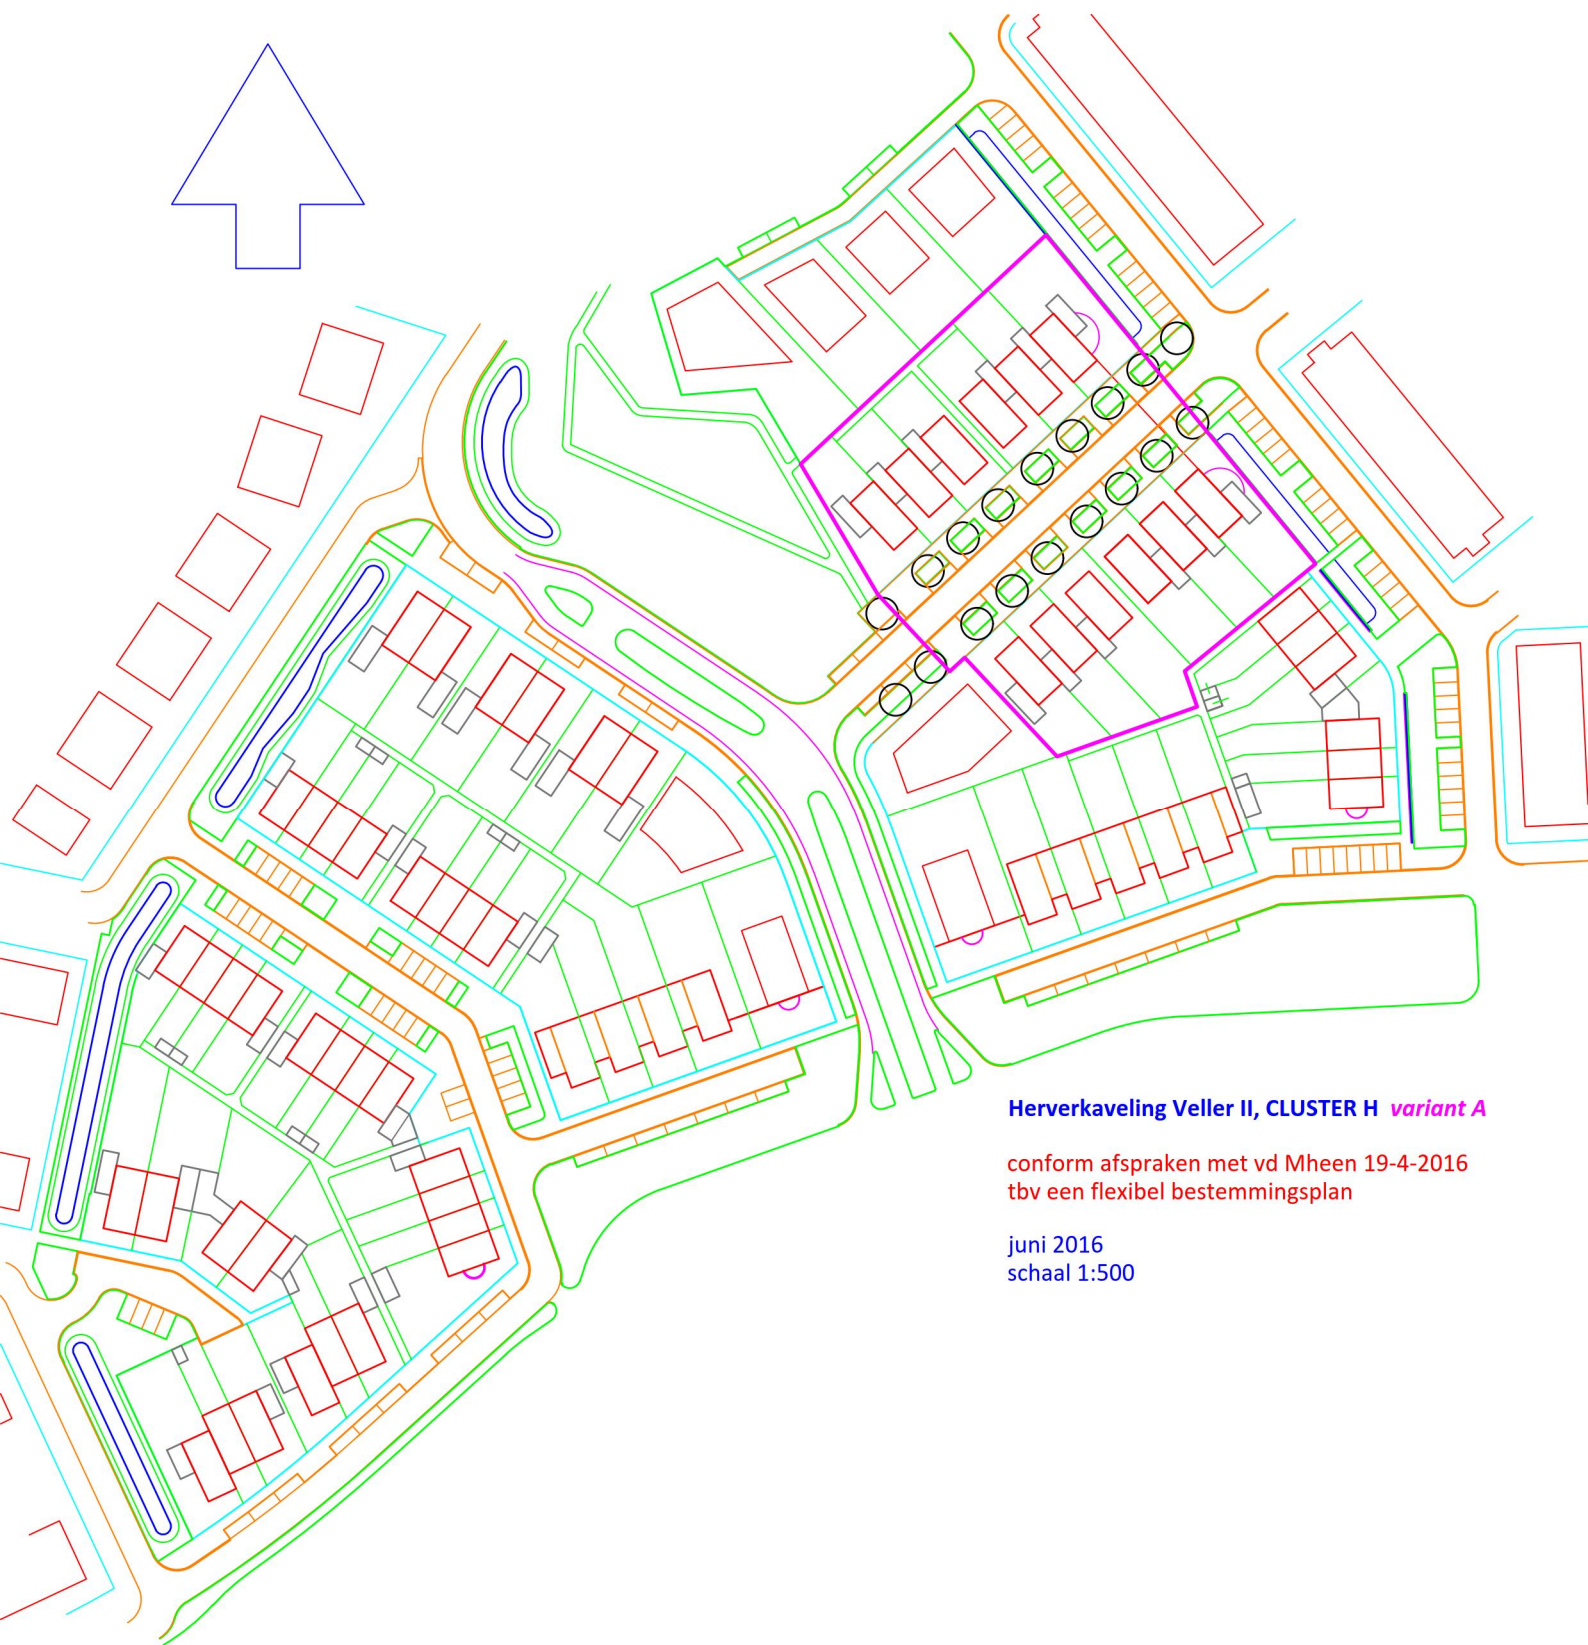 Herverkaveling Veller II, CLUSTER H variant A
conform afspraken met vd Mheen 19-4-2016
tbv een flexibel bestemmingsplan
juni 2016
schaal 1:500